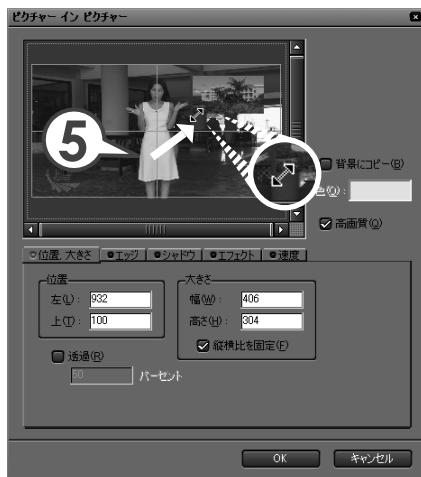 ピクチャー イン ピクチャー
5
背景にコピー(B)
色(O):
高画質(Q)
位置、大きさ エッジ シャドウ エフェクト 速度
位置
左(L): 932
上(T): 100
大きさ
幅(W): 406
高さ(H): 304
縦横比を固定(F)
透過(R)
50 パーセント
OK キャンセル